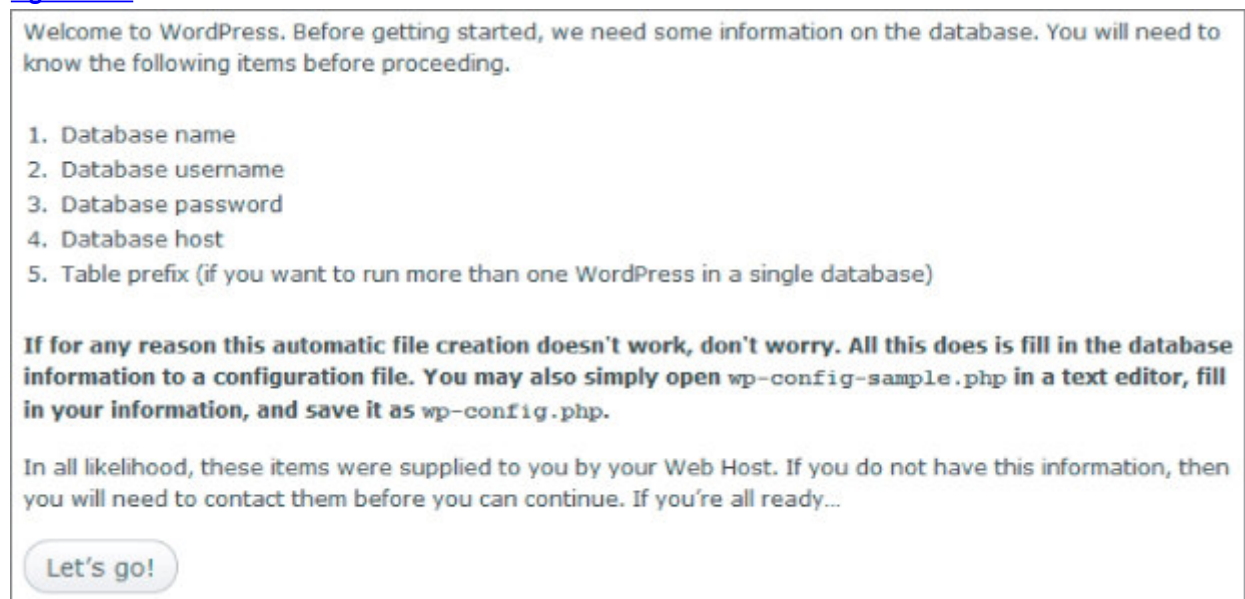 Welcome to WordPress. Before getting started, we need some information on the database. You will need to
know the following items before proceeding.
1. Database name
2. Database username
3. Database password
4. Database host
5. Table prefix (if you want to run more than one WordPress in a single database)
If for any reason this automatic file creation doesn't work, don't worry. All this does is fill in the database
information to a configuration file. You may also simply open wp-config-sample.php in a text editor, fill
in your information, and save it as wp-config.php.
In all likelihood, these items were supplied to you by your Web Host. If you do not have this information, then
you will need to contact them before you can continue. If you're all ready...
Let's go!